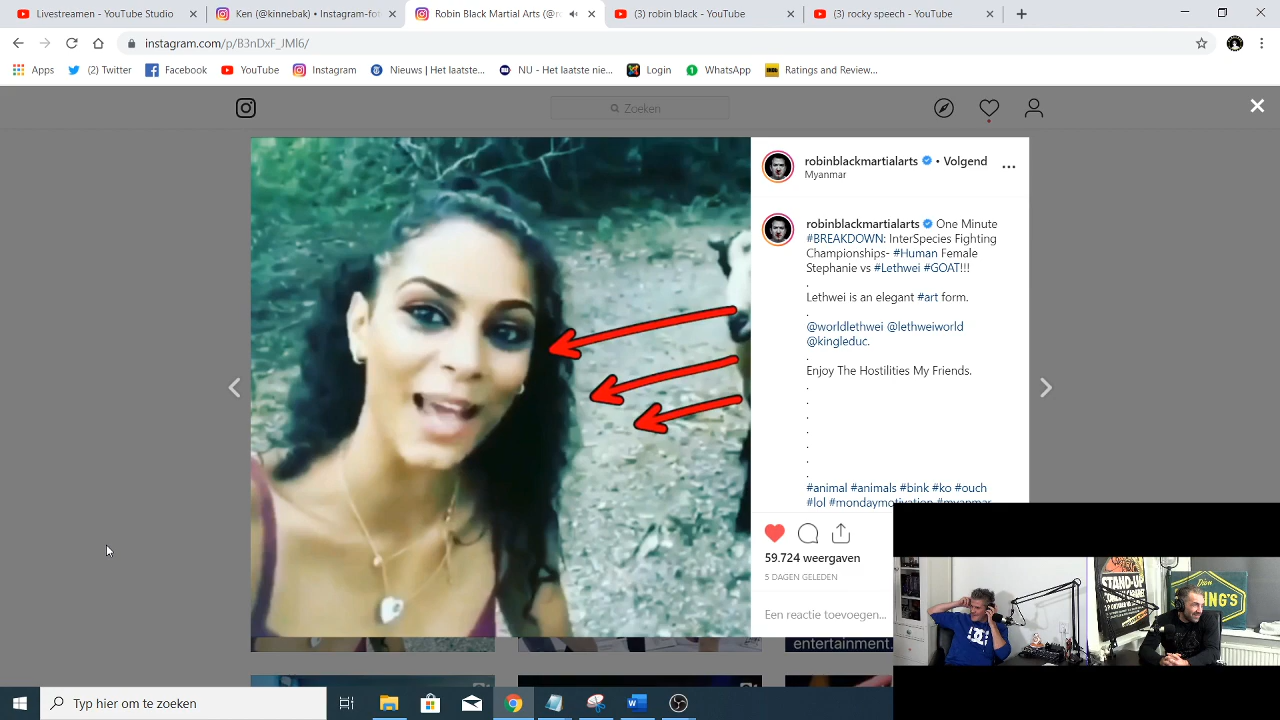 Livestreamen - YouTube Studio
Ken (@kinnebak) • Instagram-fot
Robin Black Martial Arts (@ro
(3) robin black - YouTube
(3) rocky speech - YouTube
instagram.com/p/B3nDxF_JMl6/
Apps
(2) Twitter
Facebook
YouTube
Instagram
Nieuws | Het laatste...
NU - Het laatste nie...
Login
WhatsApp
Ratings and Review...
Zoeken
robinblackmartialarts • Volgend
Myanmar
robinblackmartialarts One Minute
#BREAKDOWN: InterSpecies Fighting
Championships- #Human Female
Stephanie vs #Lethwei #GOAT!!!
.
Lethwei is an elegant #art form.
.
@worldlethwei @lethweiworld
@kingleduc.
.
Enjoy The Hostilities My Friends.
.
.
.
.
.
.
.
#animal #animals #bink #ko #ouch
#lol #mondaymotivation #myanmar
59.724 weergaven
5 DAGEN GELEDEN
Een reactie toevoegen...
entertainment.
STAND-UP
Typ hier om te zoeken